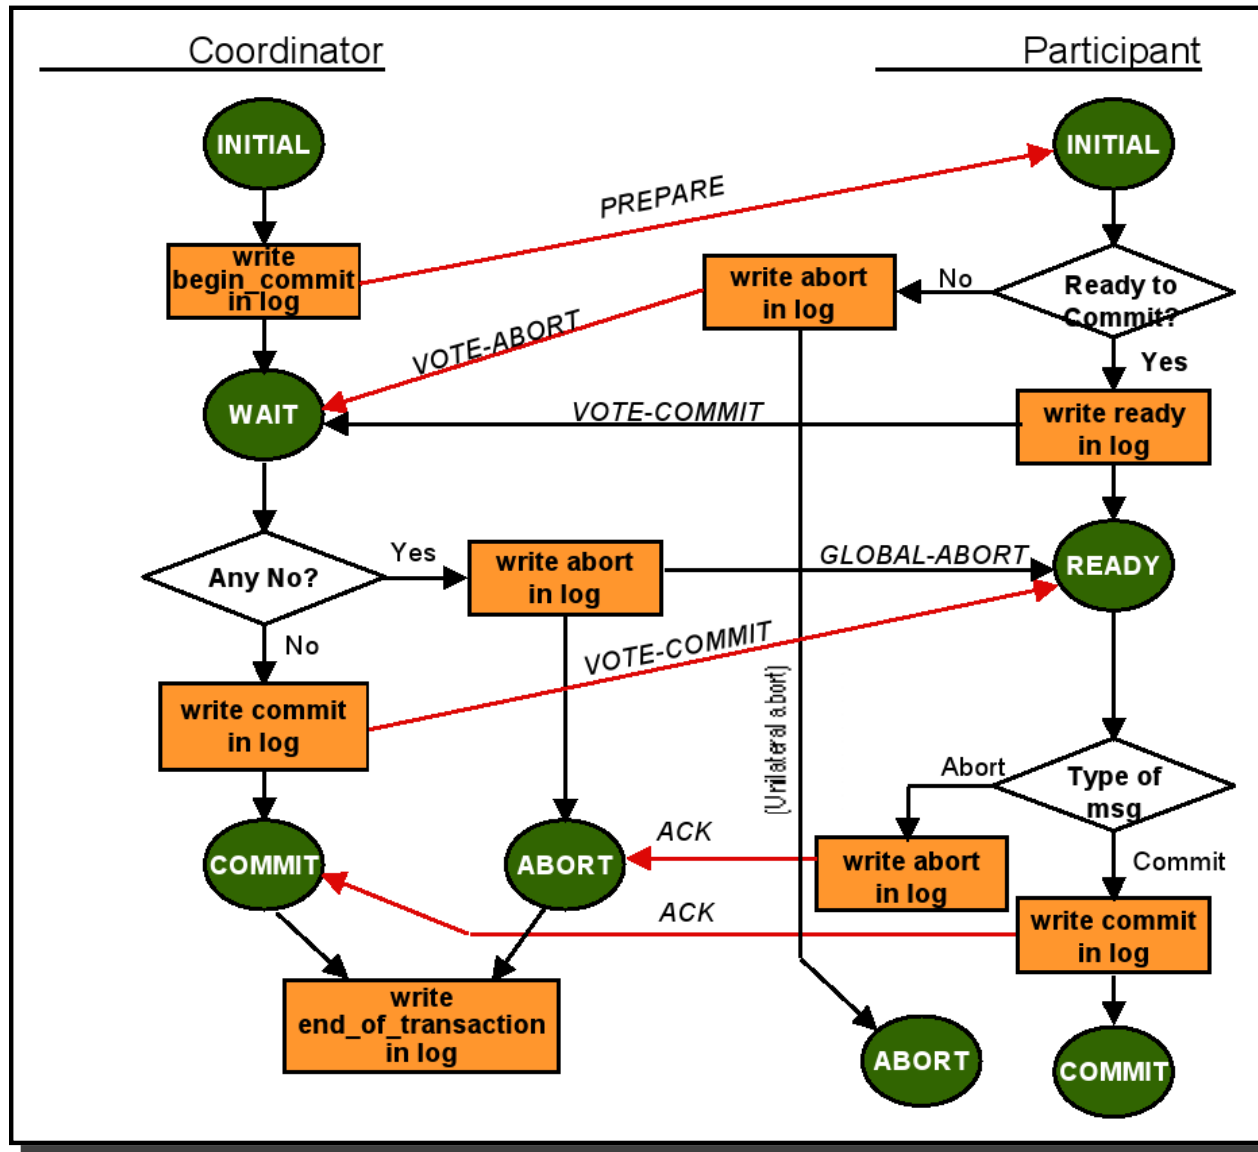 Coordinator
Participant
INITIAL
INITIAL
PREPARE
write
begin_commit
in log
write abort
in log
No
Ready to
Commit?
VOTE-ABORT
Yes
WAIT
VOTE-COMMIT
write ready
in log
Any No?
Yes
write abort
in log
GLOBAL-ABORT
READY
No
VOTE-COMMIT
write commit
in log
(Unilateral abort)
Abort
Type of
msg
COMMIT
ABORT
ACK
write abort
in log
Commit
ACK
write commit
in log
write
end_of_transaction
in log
ABORT
COMMIT